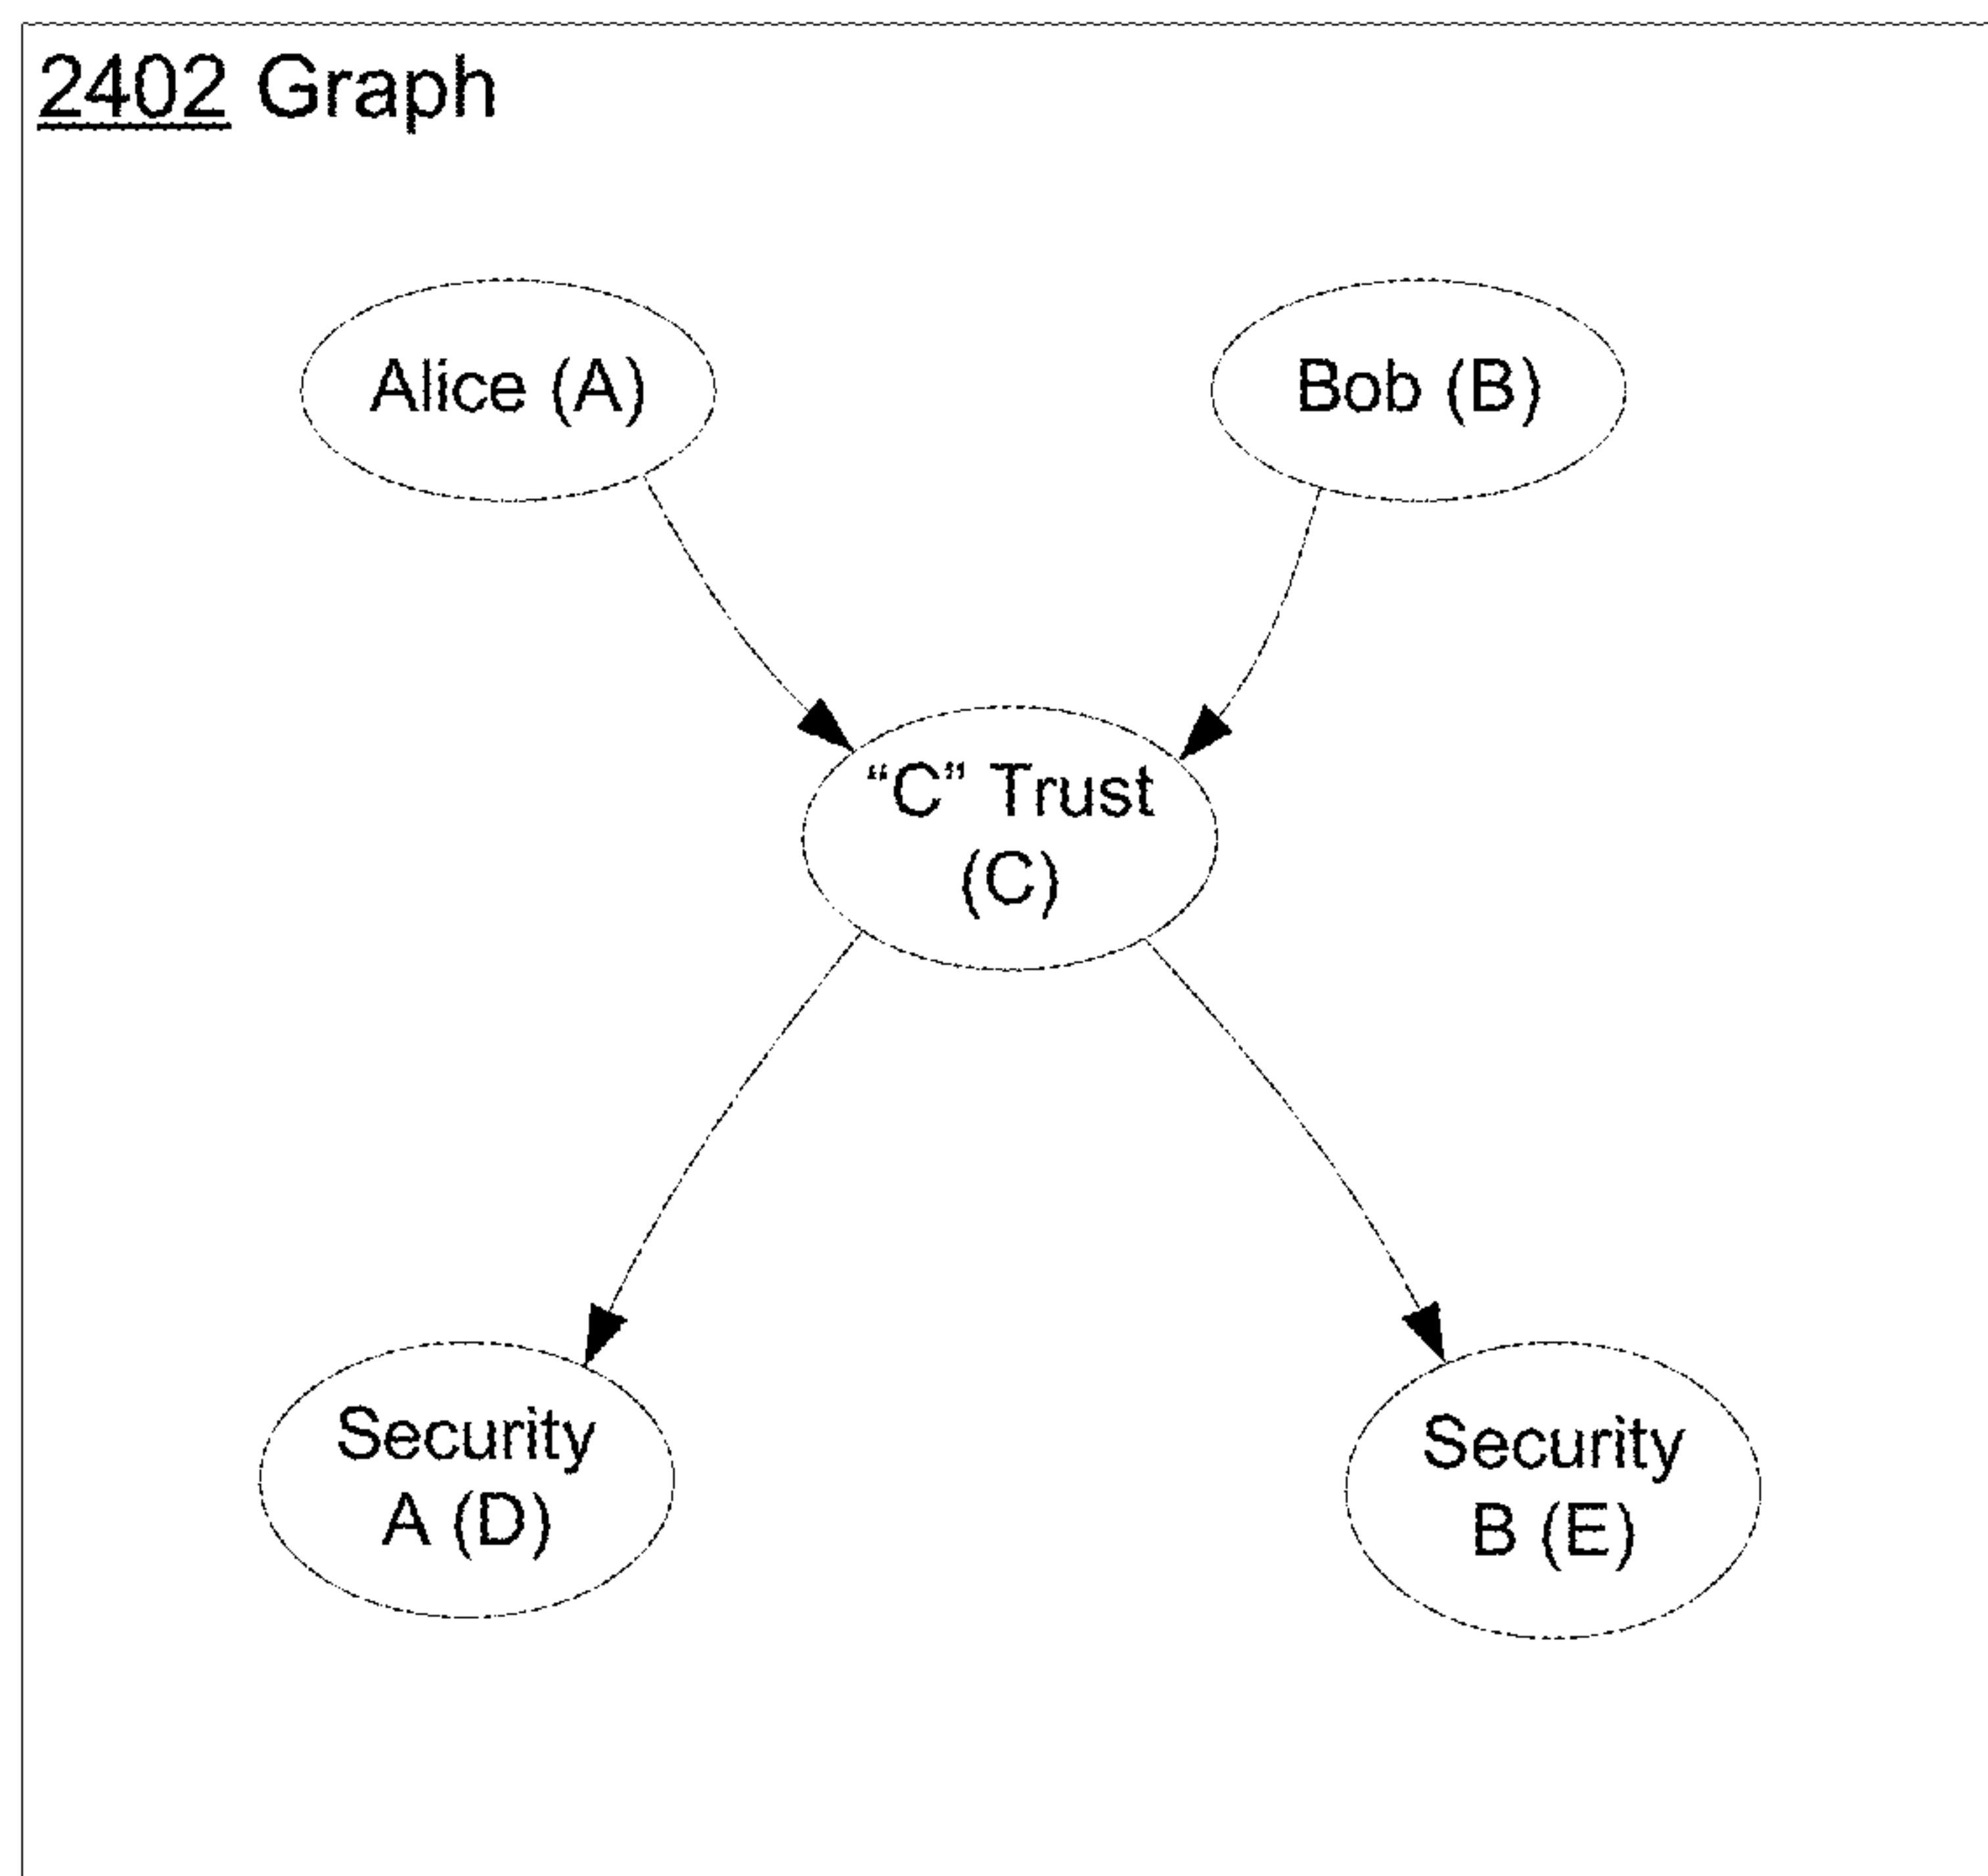 2402 Graph
Alice (A)
Bob (B)
“C” Trust
(C)
Security
A (D)
Security
B (E)